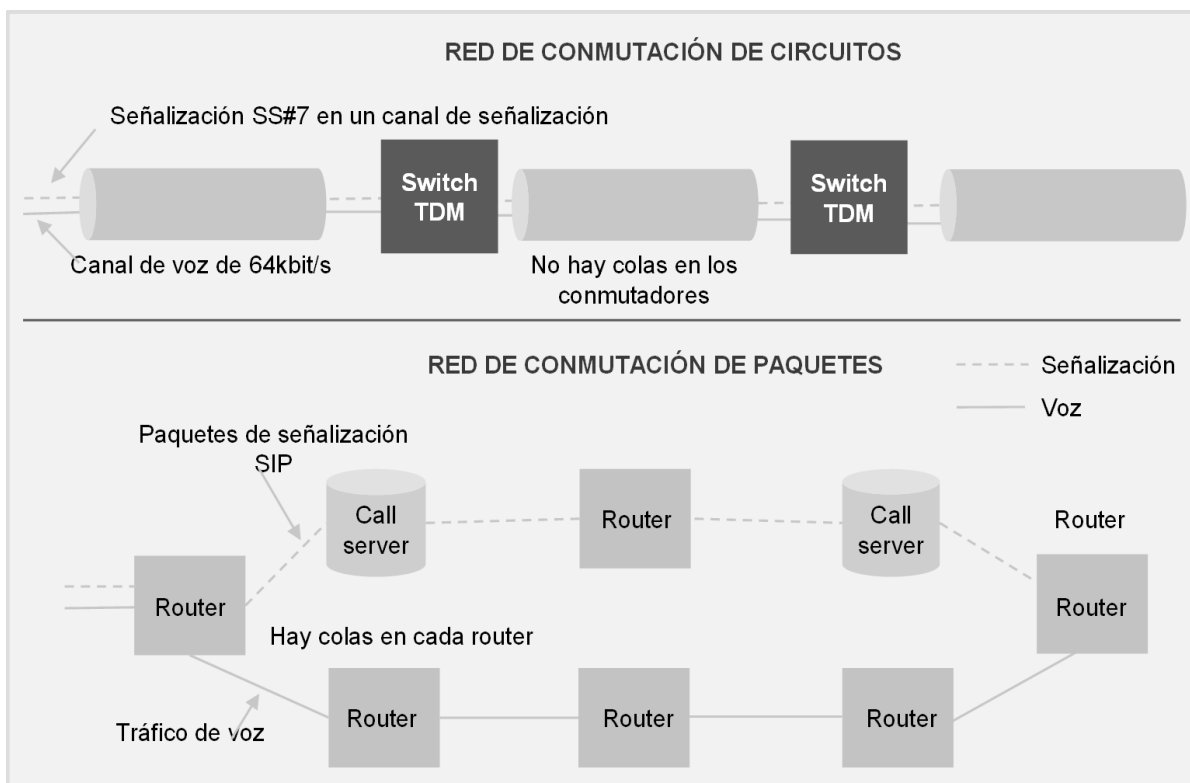 RED DE CONMUTACIÓN DE CIRCUITOS
Señalización SS#7 en un canal de señalización
Switch
TDM
Switch
TDM
Canal de voz de 64kbit/s
No hay colas en los
conmutadores
RED DE CONMUTACIÓN DE PAQUETES
Señalización
Voz
Paquetes de señalización
SIP
Call
server
Router
Call
server
Router
Router
Router
Hay colas en cada router
Router
Router
Router
Tráfico de voz